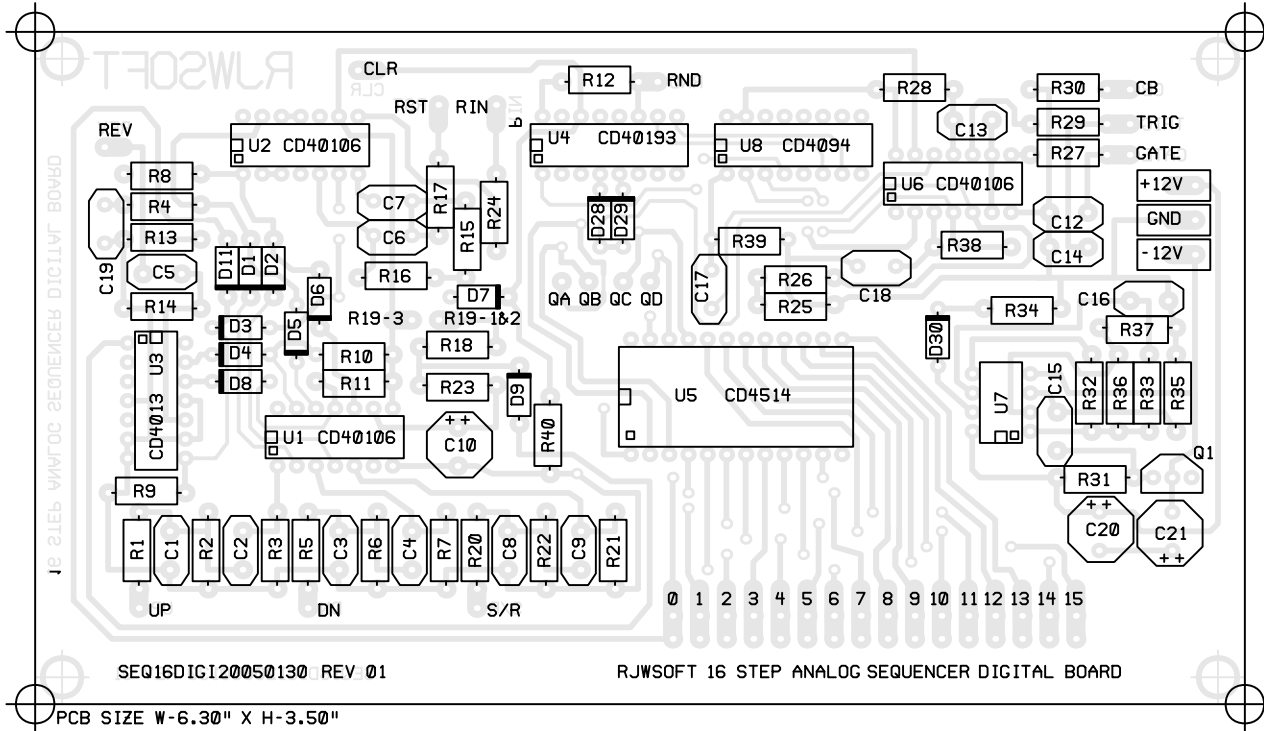 RJWSOFT
CLR
CLR
R12
RND
R28
R30
CB
RST
RIN
R29
TRIG
REV
U2 CD40106
U4 CD40193
U8 CD4094
C13
R27
GATE
R8
R4
R13
C19
C5
R14
C7
C6
R17
R15
R24
R16
D28
D29
U6 CD40106
+12V
GND
-12V
C12
C14
R39
R38
D11
D1
D2
D6
D5
D7
QA QB QC QD
C17
R26
R25
C18
C16
R34
R37
D3
D4
D8
U3
CD4013
R19-3
R19-1&2
R10
R11
R18
R23
D9
R40
U5 CD4514
D30
U7
C15
R32
R36
R33
R35
U1 CD40106
C10
++
Q1
R9
R31
++
C20
C21
++
R1
C1
R2
C2
R3
R5
C3
R6
C4
R7
R20
C8
R22
C9
R21
UP
DN
S/R
0 1 2 3 4 5 6 7 8 9 10 11 12 13 14 15
16 STEP ANALOG SEQUENCER DIGITAL BOARD
SEQ16DIGI20050130 REV 01
RJWSOFT 16 STEP ANALOG SEQUENCER DIGITAL BOARD
PCB SIZE W-6.30" X H-3.50"